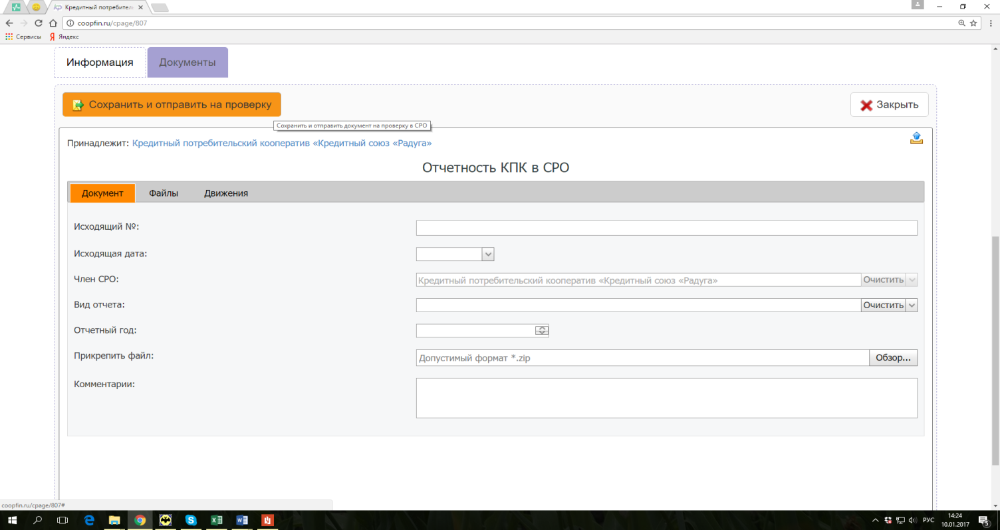 Кредитный потребител
coopfin.ru/cpage/807
Сервисы
Яндекс
Информация
Документы
Сохранить и отправить на проверку
Закрыть
Сохранить и отправить документ на проверку в СРО
Принадлежит: Кредитный потребительский кооператив «Кредитный союз «Радуга»
Отчетность КПК в СРО
Документ
Файлы
Движения
Исходящий №:
Исходящая дата:
Член СРО:
Кредитный потребительский кооператив «Кредитный союз «Радуга»
Очистить
Вид отчета:
Очистить
Отчетный год:
Прикрепить файл:
Допустимый формат *.zip
Обзор...
Комментарии:
coopfin.ru/cpage/807#
РУС
14:24
10.01.2017
5